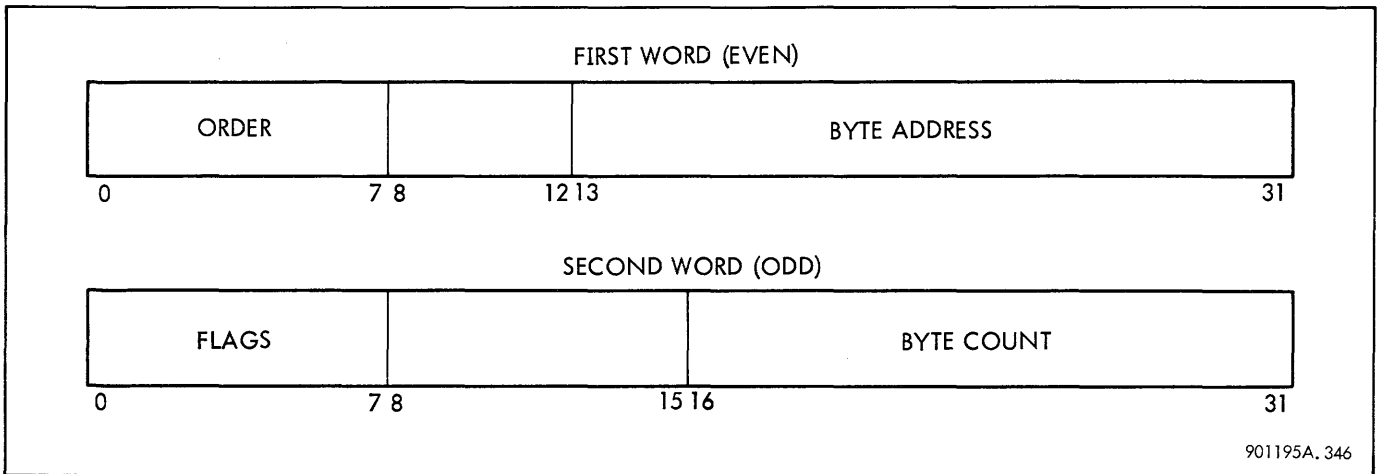 FIRST WORD (EVEN)
ORDER BYTE ADDRESS
0 7 8 12 13 31
SECOND WORD (ODD)
FLAGS BYTE COUNT
0 7 8 15 16 31
901195A. 346